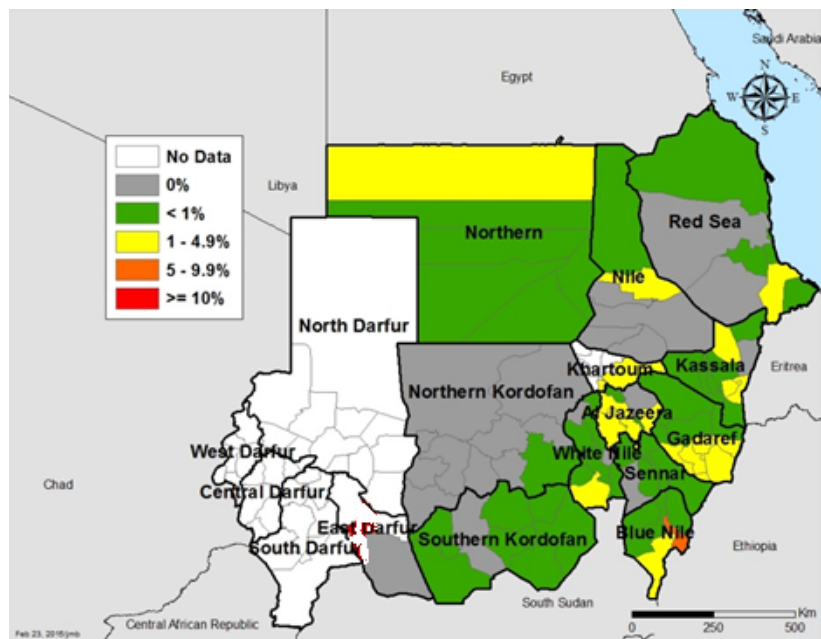 Saudi Arabia
Egypt
N
W E
S
No Data
0%
< 1%
1 - 4.9%
5 - 9.9%
>= 10%
Libya
Red Sea
Northern
Nile
North Darfur
Khartoum
Kassala
Eritrea
Northern Kordofan
Al Jazeera
Gadaref
West Darfur
White Nile
Sennar
Chad
Central Darfur
East Darfur
Blue Nile
South Darfur
Southern Kordofan
Ethiopia
South Sudan
Central African Republic
Km
0 250 500